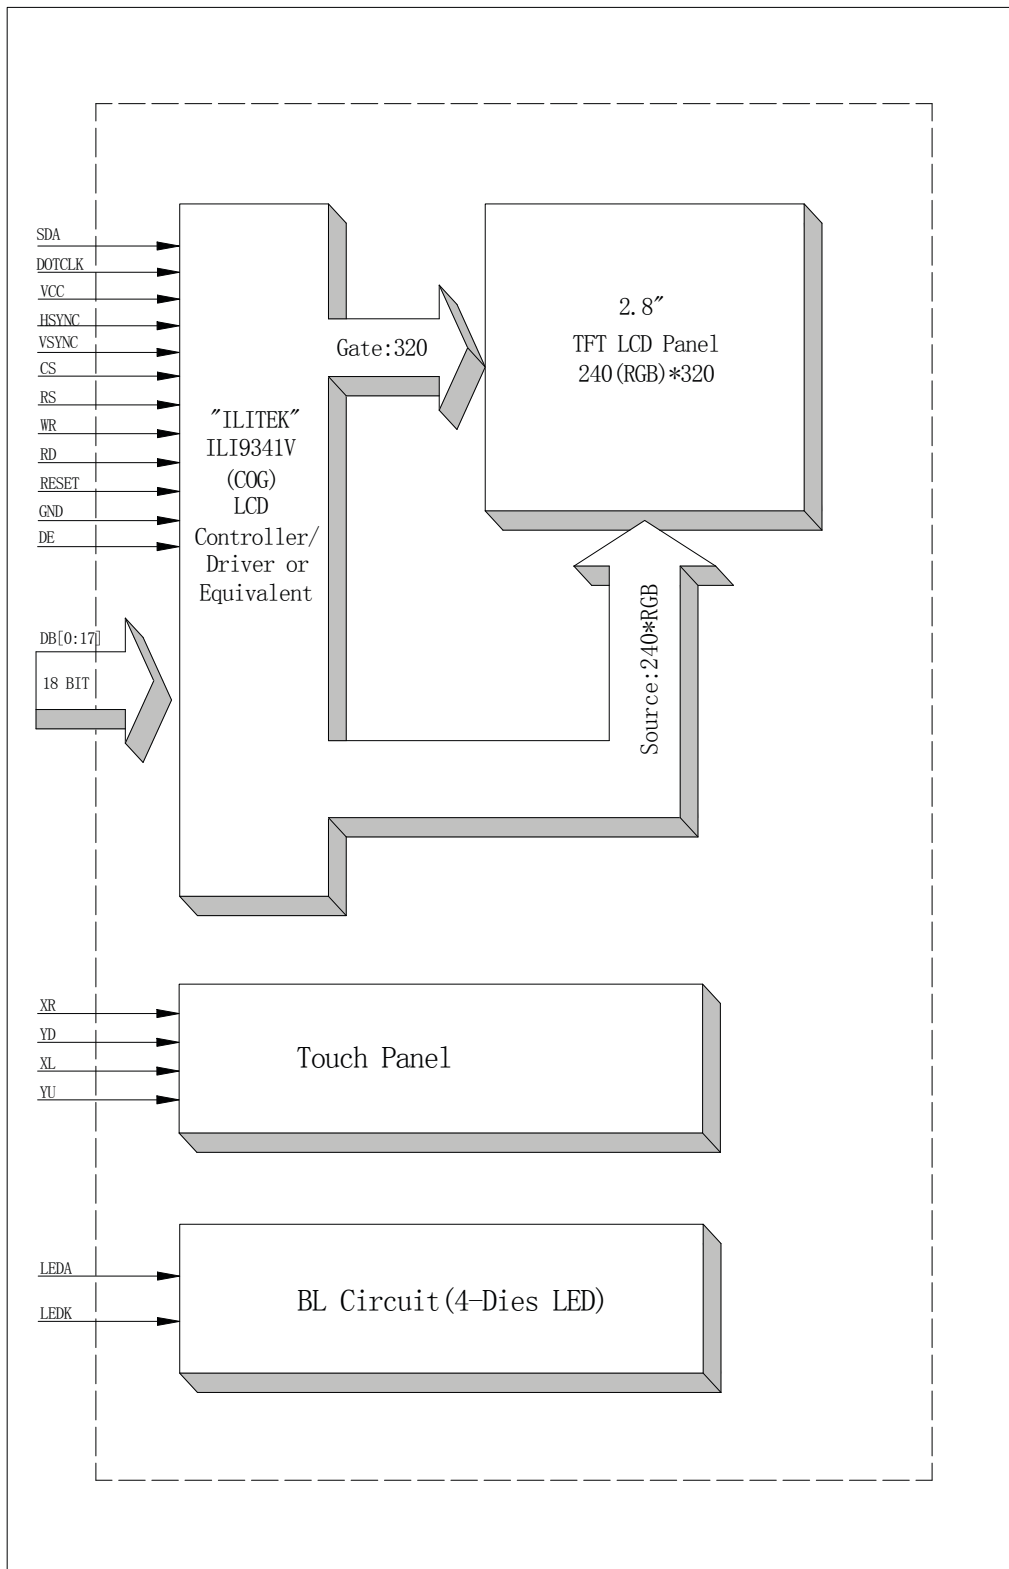 SDA
DOTCLK
VCC
HSYNC
VSYNC
CS
RS
WR
RD
RESET
GND
DE
DB[0:17]
18 BIT
"ILITEK"
ILI9341V
(COG)
LCD
Controller/
Driver or
Equivalent
Gate:320
2.8"
TFT LCD Panel
240(RGB)*320
Source:240*RGB
XR
YD
XL
YU
Touch Panel
LEDA
LEDK
BL Circuit(4-Dies LED)